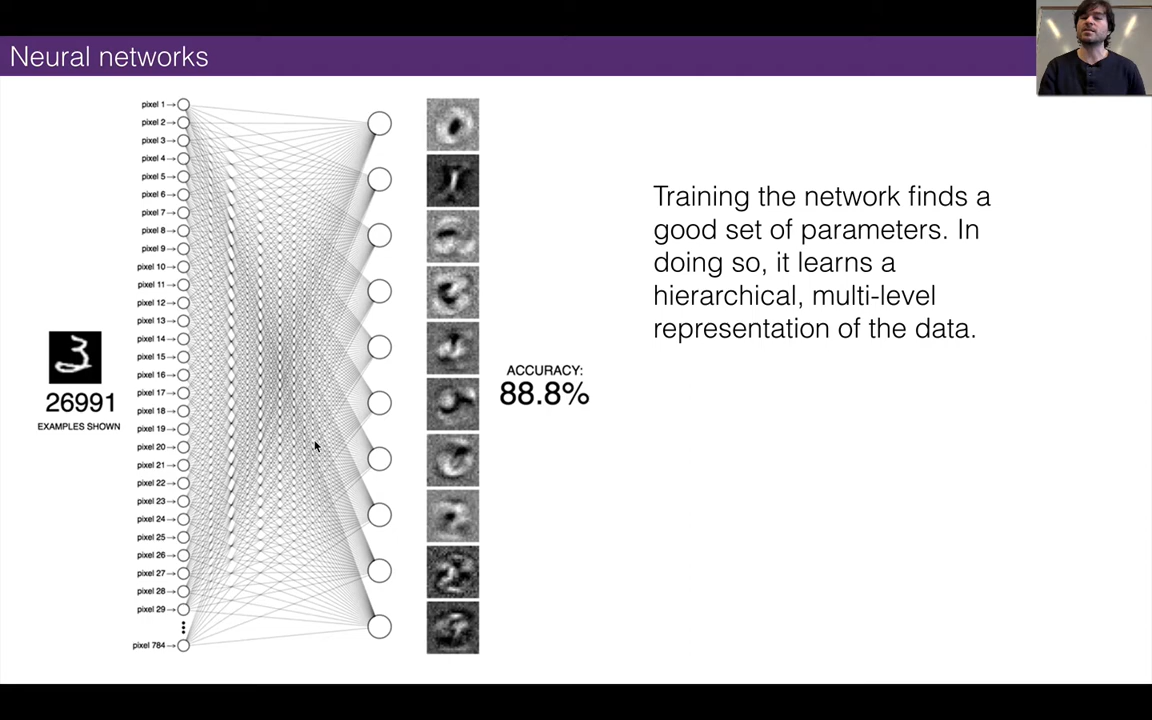 Neural networks
pixel 1
pixel 2
pixel 3
pixel 4
pixel 5
pixel 6
pixel 7
pixel 8
pixel 9
pixel 10
pixel 11
pixel 12
pixel 13
pixel 14
pixel 15
pixel 16
pixel 17
pixel 18
pixel 19
pixel 20
pixel 21
pixel 22
pixel 23
pixel 24
pixel 25
pixel 26
pixel 27
pixel 28
pixel 29
pixel 784
3
26991
EXAMPLES SHOWN
ACCURACY:
88.8%
Training the network finds a
good set of parameters. In
doing so, it learns a
hierarchical, multi-level
representation of the data.